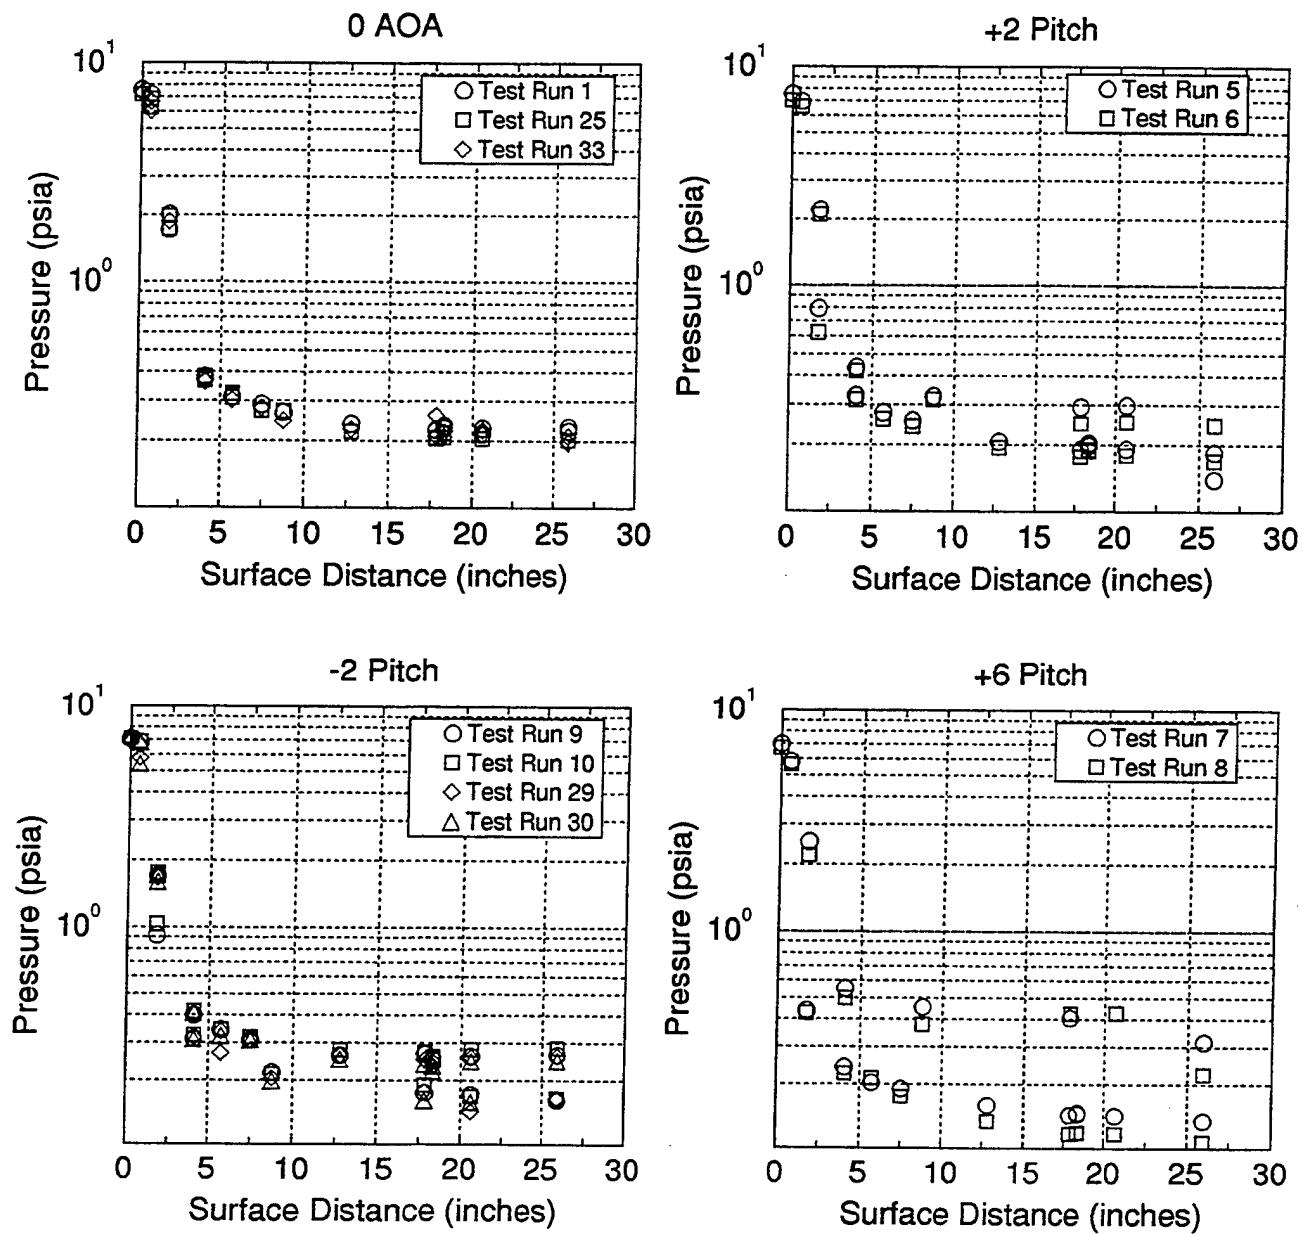 0 AOA
10^1
10^0
Pressure (psia)
Test Run 1
Test Run 25
Test Run 33
0 5 10 15 20 25 30
Surface Distance (inches)
+2 Pitch
10^1
10^0
Pressure (psia)
Test Run 5
Test Run 6
0 5 10 15 20 25 30
Surface Distance (inches)
-2 Pitch
10^1
10^0
Pressure (psia)
Test Run 9
Test Run 10
Test Run 29
Test Run 30
0 5 10 15 20 25 30
Surface Distance (inches)
+6 Pitch
10^1
10^0
Pressure (psia)
Test Run 7
Test Run 8
0 5 10 15 20 25 30
Surface Distance (inches)